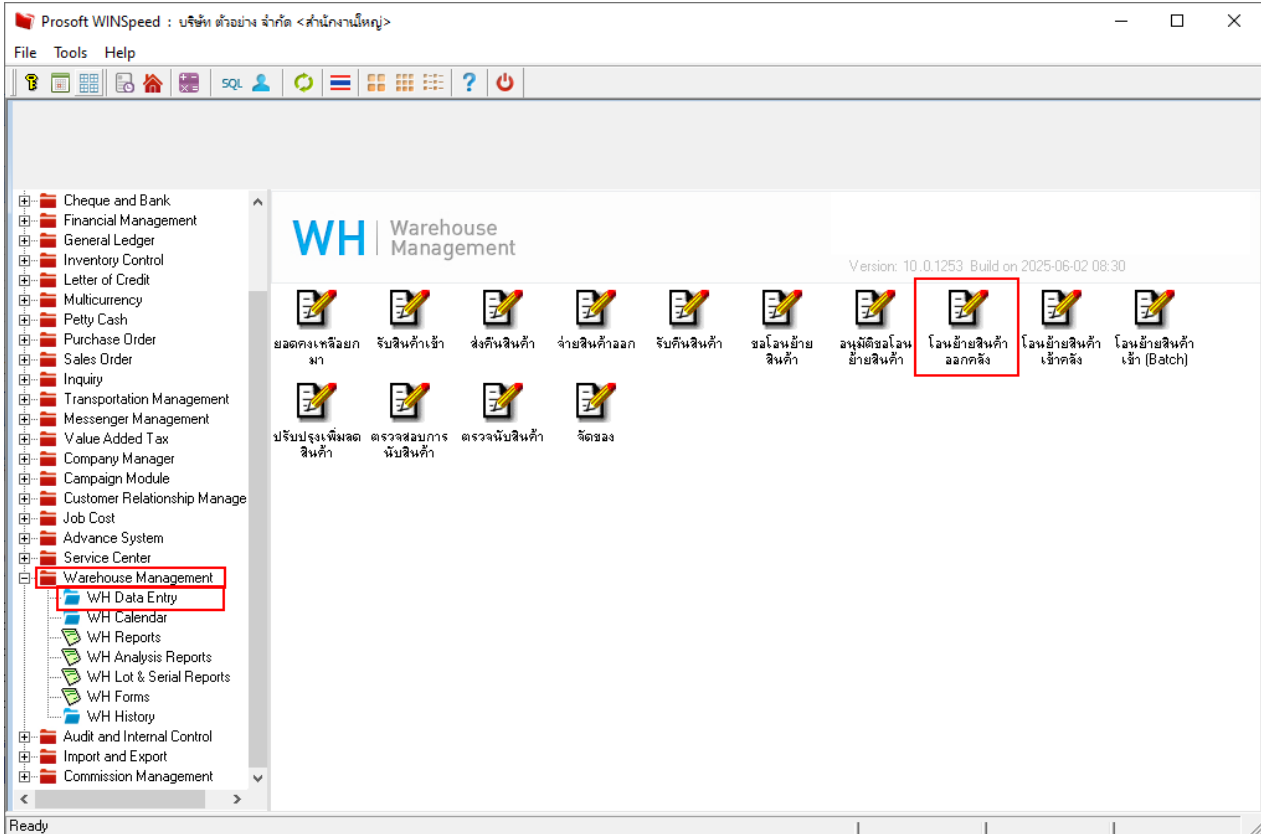 Prosoft WINSpeed : บริษัท ตัวอย่าง จำกัด <สำนักงานใหญ่>
File Tools Help
SQL
?
Cheque and Bank
Financial Management
General Ledger
Inventory Control
Letter of Credit
Multicurrency
Petty Cash
Purchase Order
Sales Order
Inquiry
Transportation Management
Messenger Management
Value Added Tax
Company Manager
Campaign Module
Customer Relationship Manage
Job Cost
Advance System
Service Center
Warehouse Management
WH Data Entry
WH Calendar
WH Reports
WH Analysis Reports
WH Lot & Serial Reports
WH Forms
WH History
Audit and Internal Control
Import and Export
Commission Management
WH Warehouse
Management
Version: 10..0.1253 Build on 2025-06-02 08:30
ยอดคงเหลือยก
มา
รับสินค้าเข้า
ส่งคืนสินค้า
จ่ายสินค้าออก
รับคืนสินค้า
ขอโอนย้าย
สินค้า
อนุมัติขอโอน
ย้ายสินค้า
โอนย้ายสินค้า
ออกคลัง
โอนย้ายสินค้า
เข้าคลัง
โอนย้ายสินค้า
เข้า (Batch)
ปรับปรุงเพิ่มลด
สินค้า
ตรวจสอบการ
นับสินค้า
ตรวจนับสินค้า
จัดของ
Ready